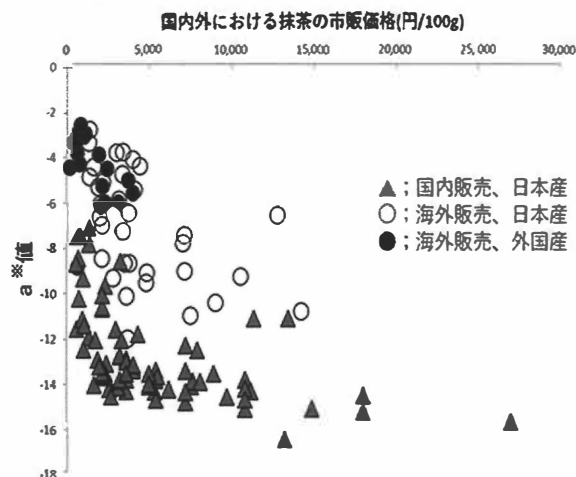 国内外における抹茶の市販価格(円/100g)
0 5,000 10,000 15,000 20,000 25,000 30,000
0
-2
-4
-6
-8
-10
-12
-14
-16
-18
a※値
▲;国内販売、日本産
○;海外販売、日本産
●;海外販売、外国産